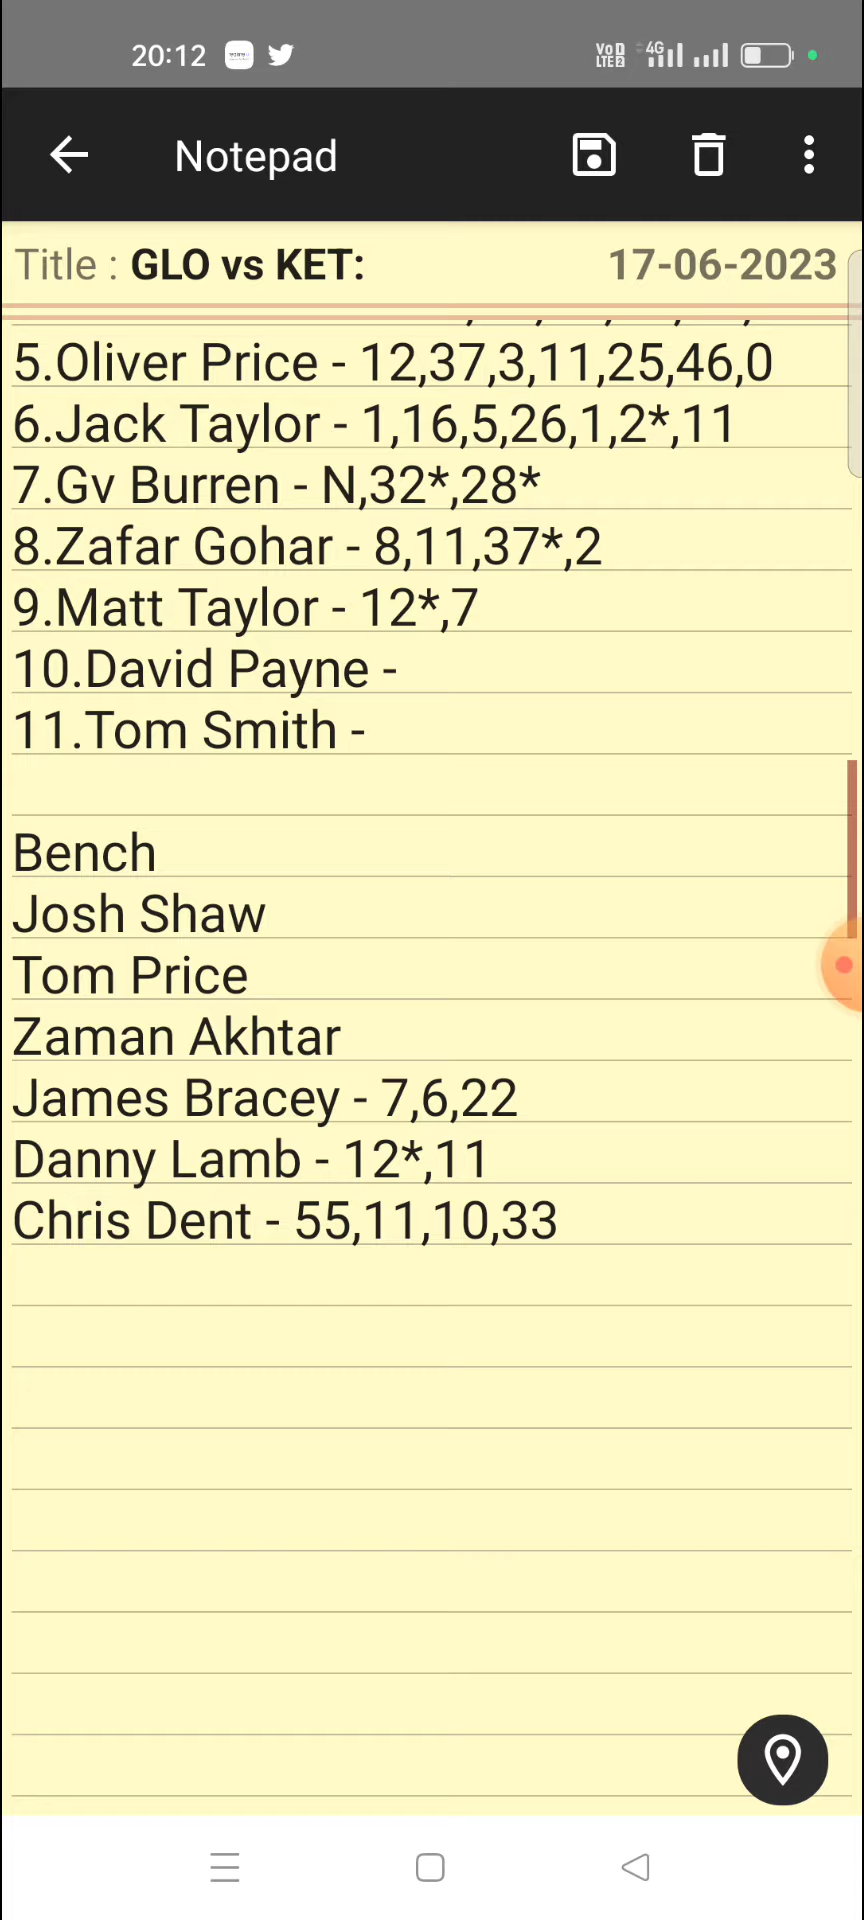 20:12
VoD
LTE2
4G
Notepad
Title : GLO vs KET: 17-06-2023
5.Oliver Price - 12,37,3,11,25,46,0
6.Jack Taylor - 1,16,5,26,1,2*,11
7.Gv Burren - N,32*,28*
8.Zafar Gohar - 8,11,37*,2
9.Matt Taylor - 12*,7
10.David Payne -
11.Tom Smith -
Bench
Josh Shaw
Tom Price
Zaman Akhtar
James Bracey - 7,6,22
Danny Lamb - 12*,11
Chris Dent - 55,11,10,33